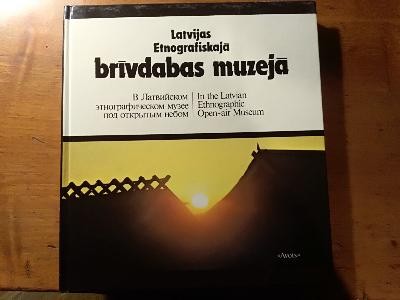 Latvijas
Etnogrāfiskajā
brīvdabas muzejā
В Латвийском
этнографическом музее
под открытым небом
In the Latvian
Ethnographic
Open-air Museum
«Avots»